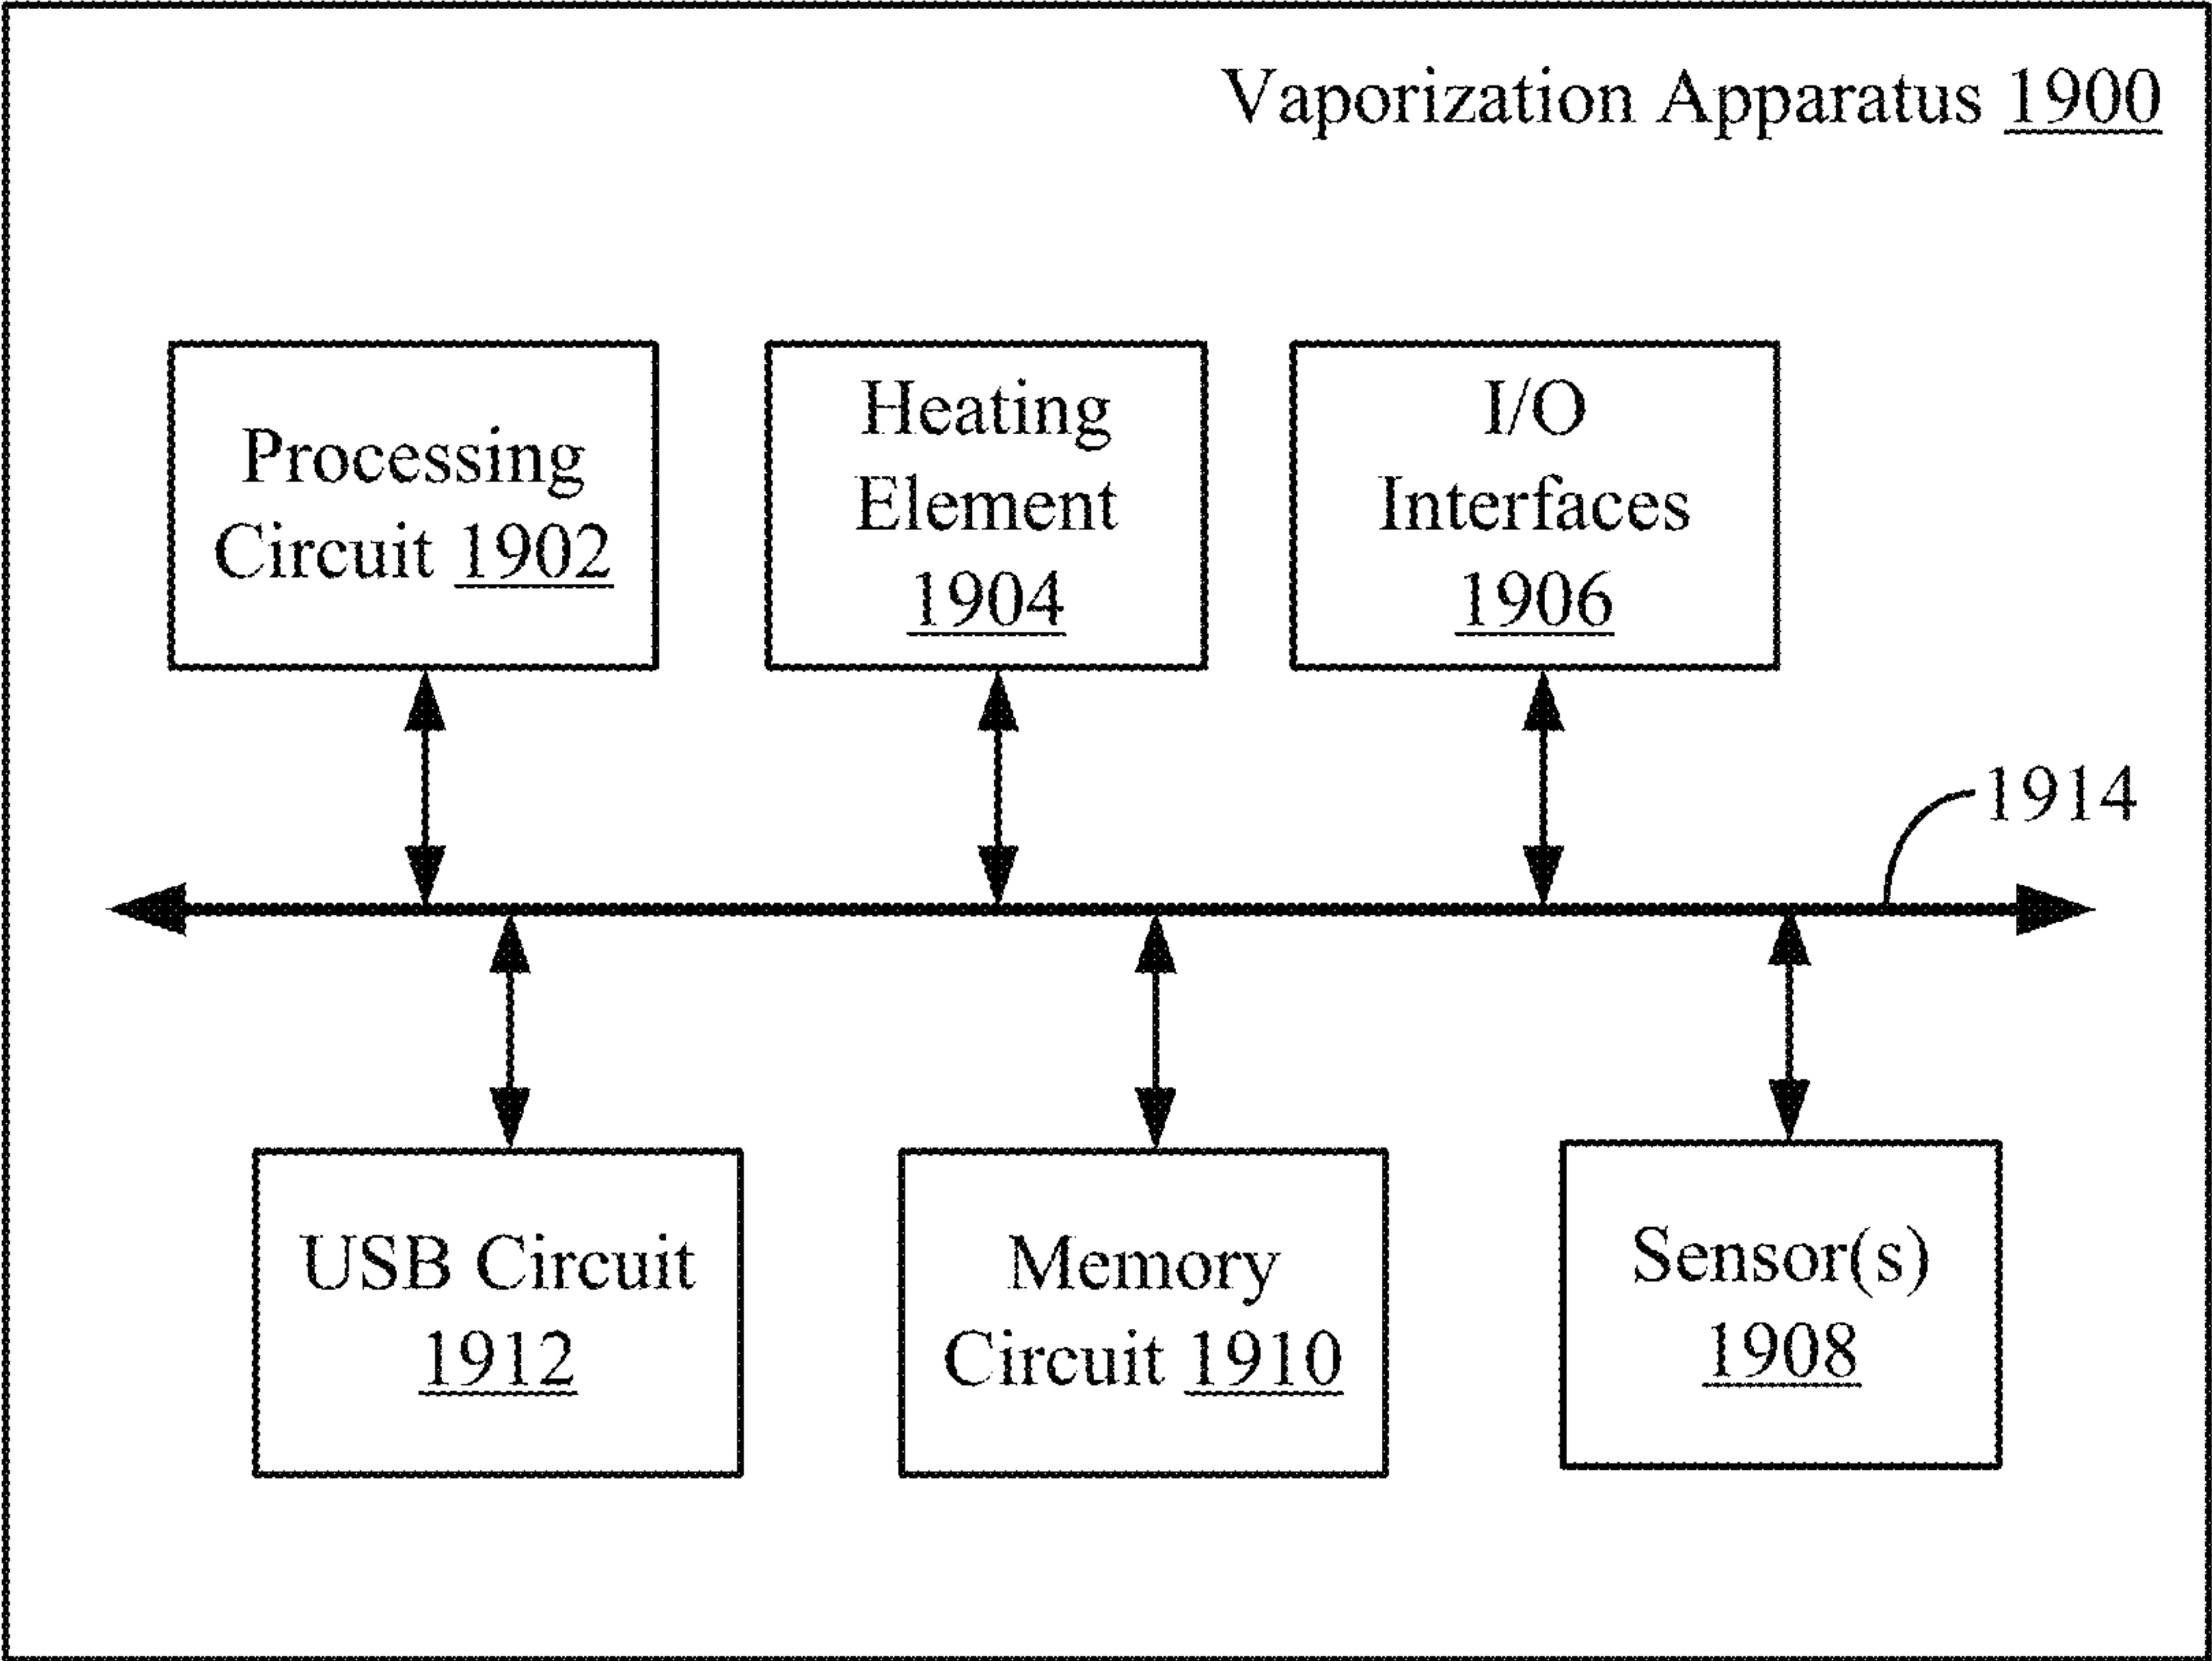 Vaporization Apparatus 1900
Processing
Circuit 1902
Heating
Element
1904
I/O
Interfaces
1906
1914
USB Circuit
1912
Memory
Circuit 1910
Sensor(s)
1908